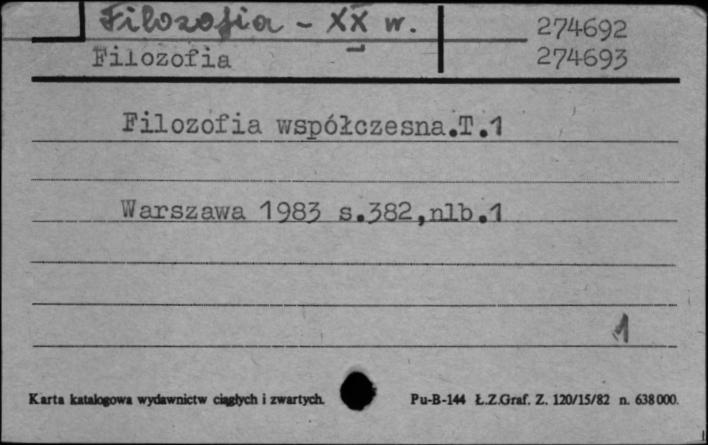 Filozofia - XX w.
274692
Filozofia
274693
Filozofia współczesna.T.1
Warszawa 1983 s.382,nlb.1
1
Karta katalogowa wydawnictw ciągłych i zwartych.
Pu-B-144 Ł.Z.Graf. Z. 120/15/82 n. 638000.